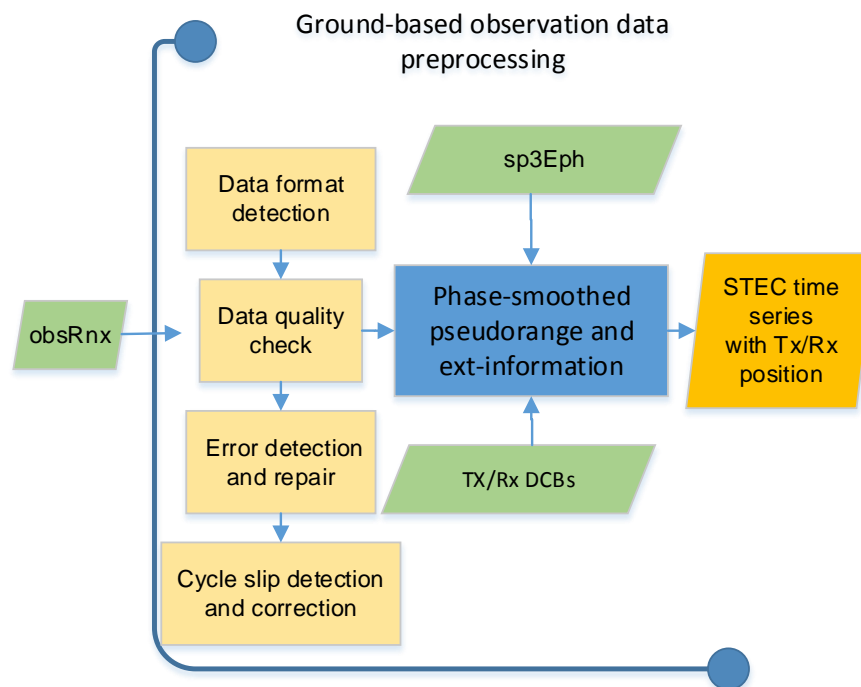 Ground-based observation data
preprocessing
sp3Eph
Data format
detection
obsRnx
Data quality
check
Phase-smoothed
pseudorange and
ext-information
STEC time
series
with Tx/Rx
position
Error detection
and repair
TX/Rx DCBs
Cycle slip detection
and correction